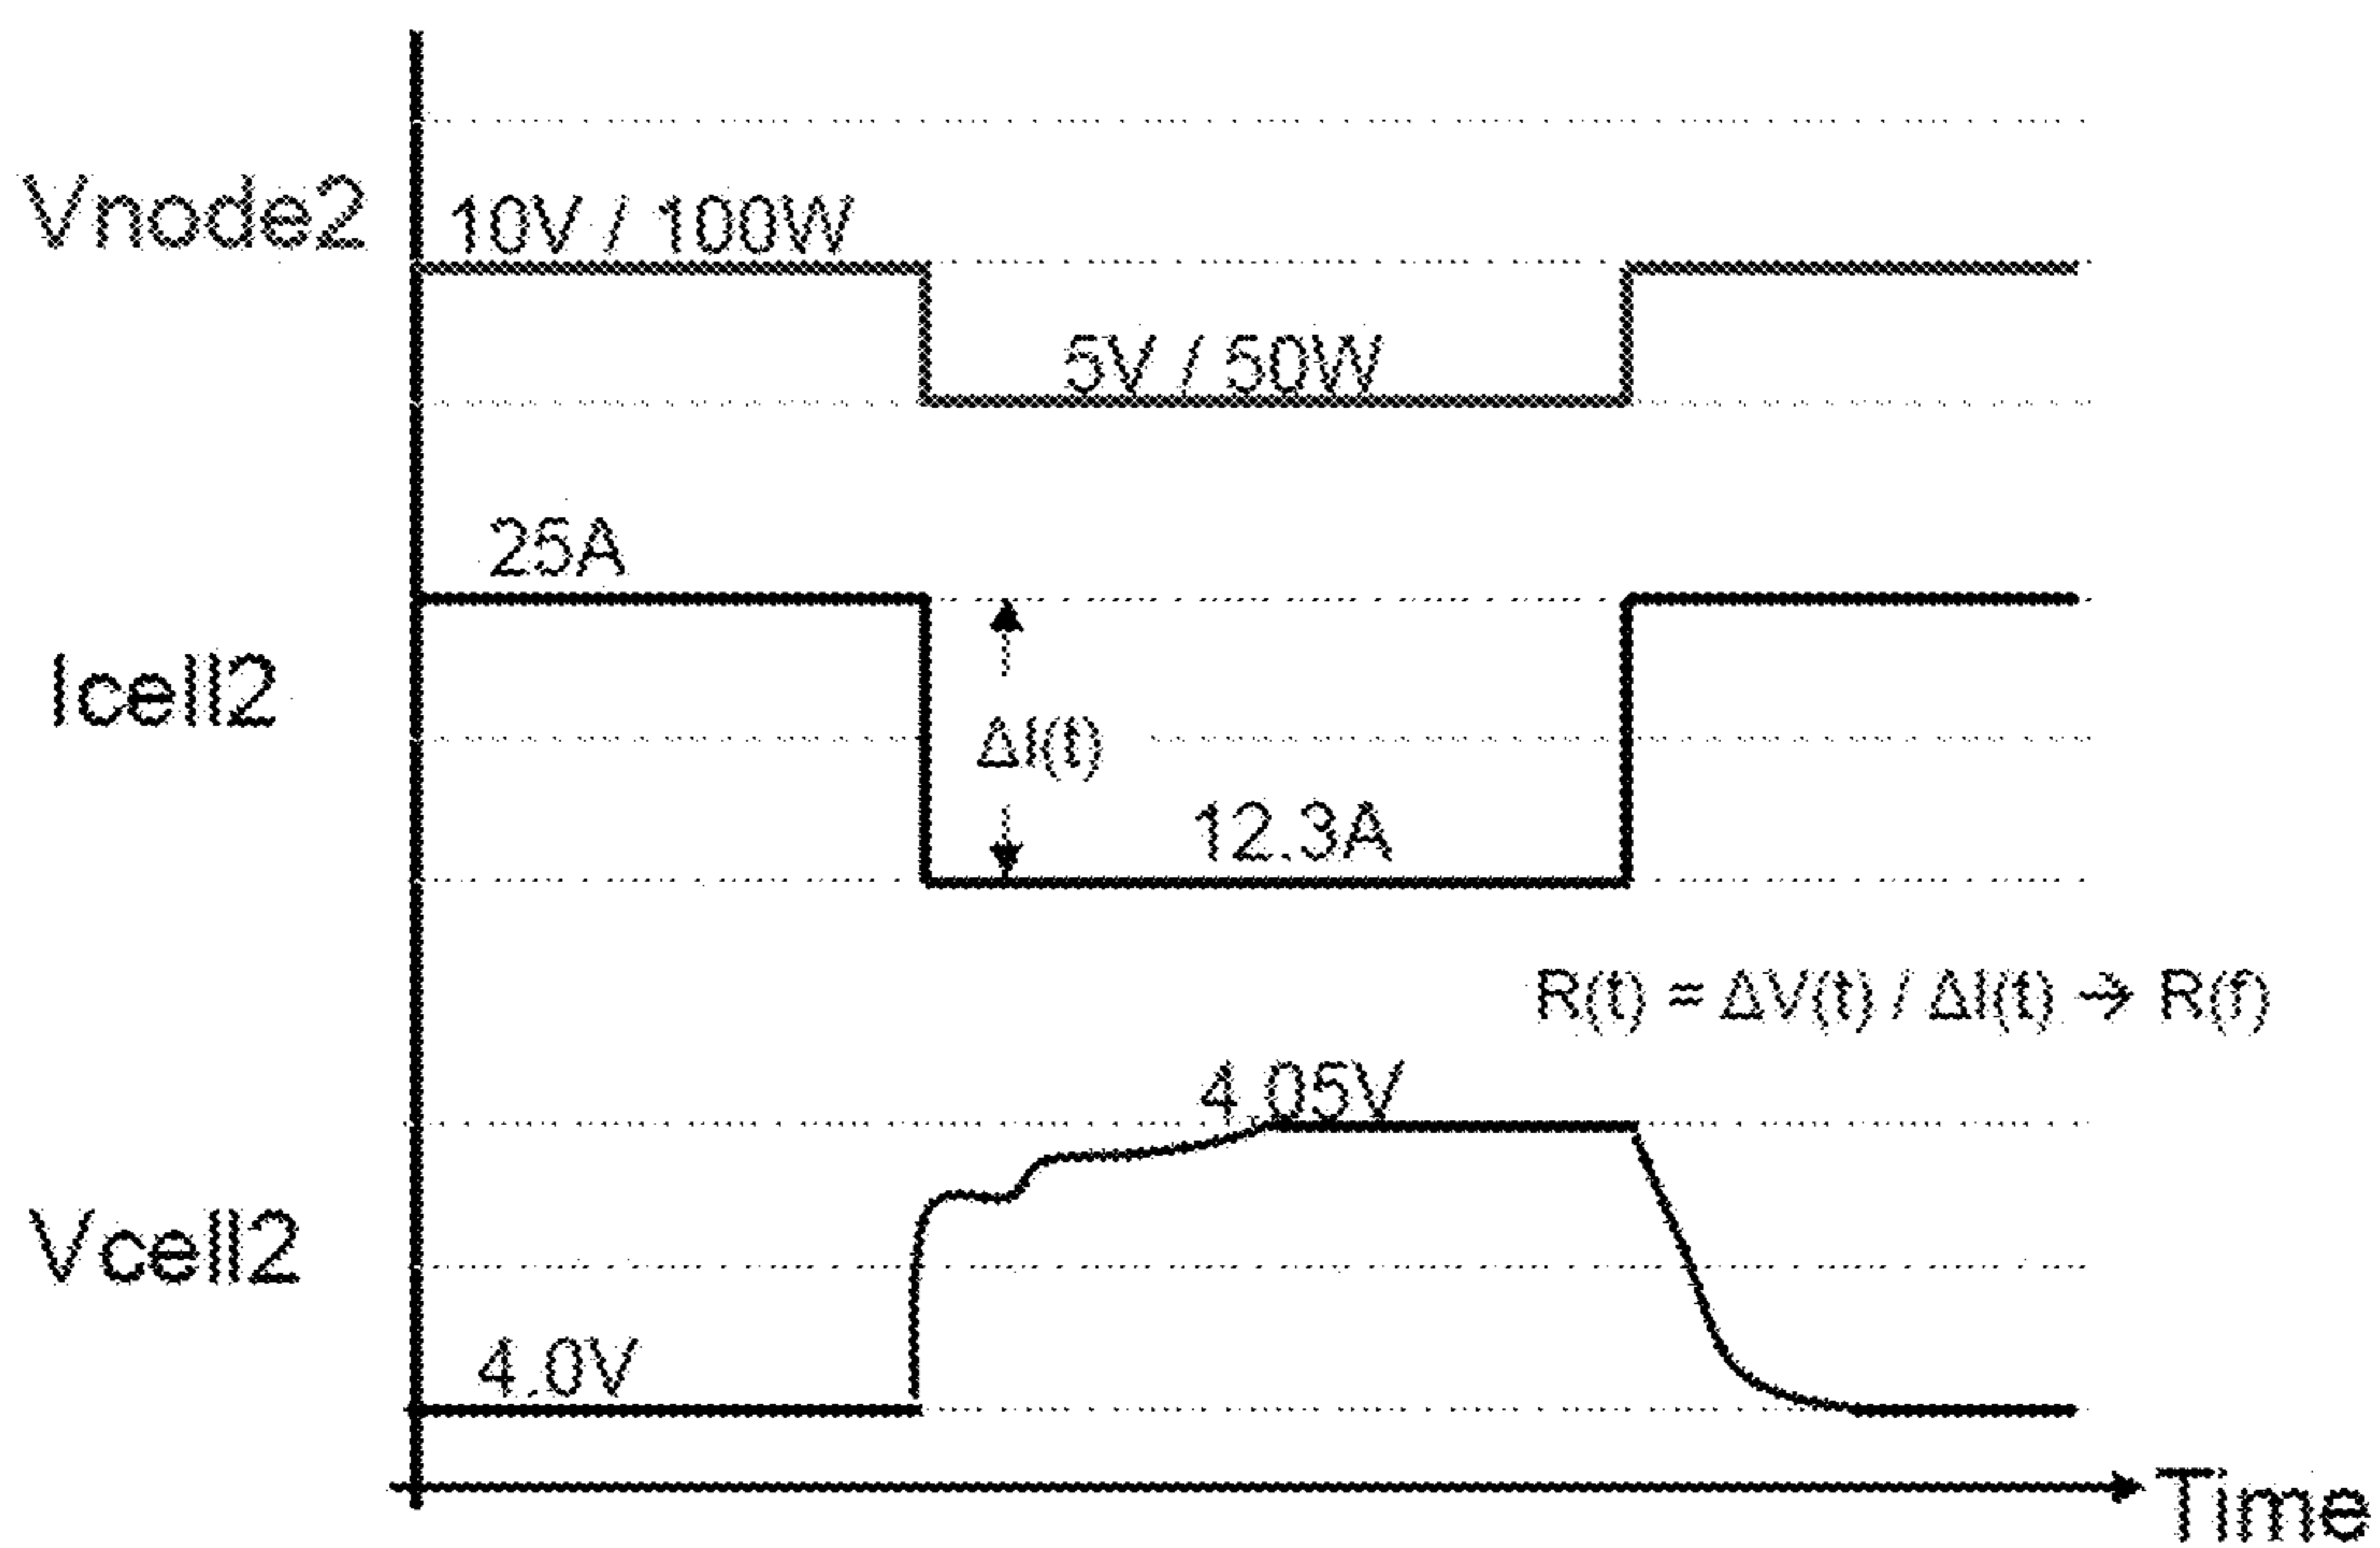 Vnode2
10V / 100W
5V / 50W
25A
Icell2
ΔI(t)
12.3A
R(t) = ΔV(t) / ΔI(t) → R(f)
4.05V
Vcell2
4.0V
Time